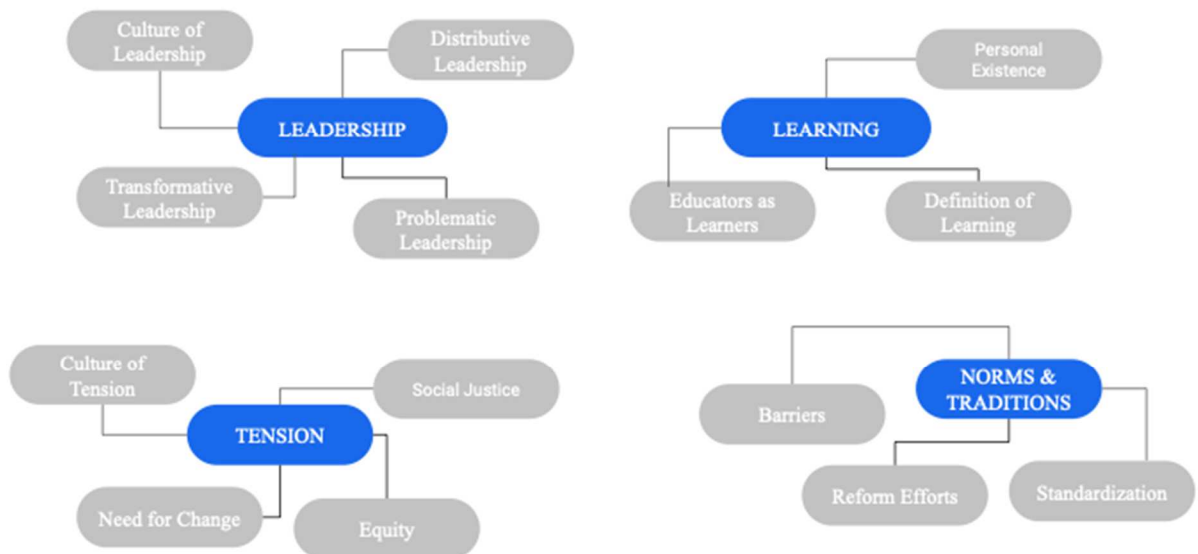 Culture of
Leadership
Distributive
Leadership
LEADERSHIP
Transformative
Leadership
Problematic
Leadership
Personal
Existence
LEARNING
Educators as
Learners
Definition of
Learning
Culture of
Tension
Social Justice
TENSION
Need for Change
Equity
NORMS &
TRADITIONS
Barriers
Reform Efforts
Standardization